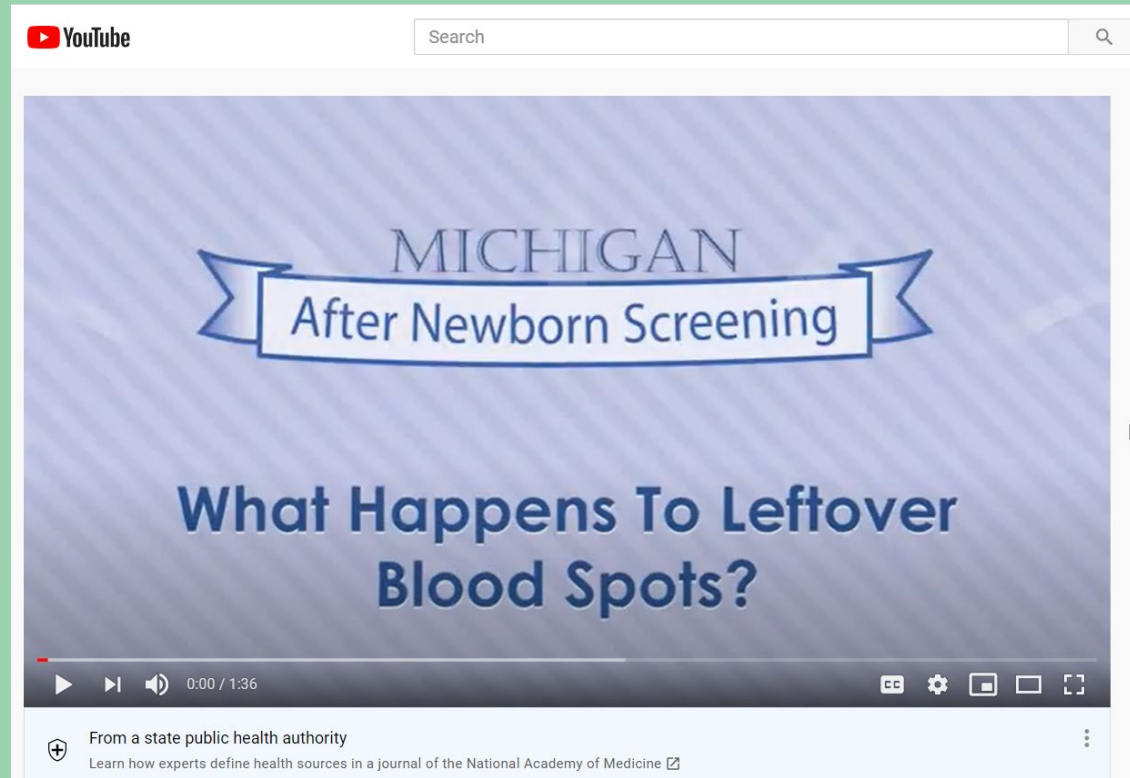 YouTube
Search
MICHIGAN
After Newborn Screening
What Happens To Leftover
Blood Spots?
0:00 / 1:36
CC
From a state public health authority
Learn how experts define health sources in a journal of the National Academy of Medicine